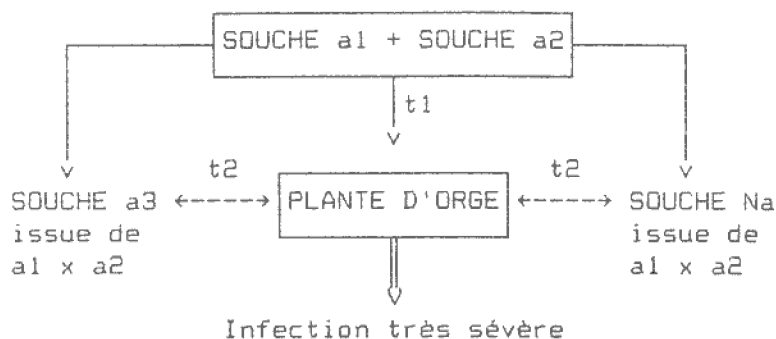 SOUCHE a1 + SOUCHE a2
t1
t2
t2
SOUCHE a3
issue de
a1 x a2
PLANTE D'ORGE
SOUCHE Na
issue de
a1 x a2
Infection très sévère